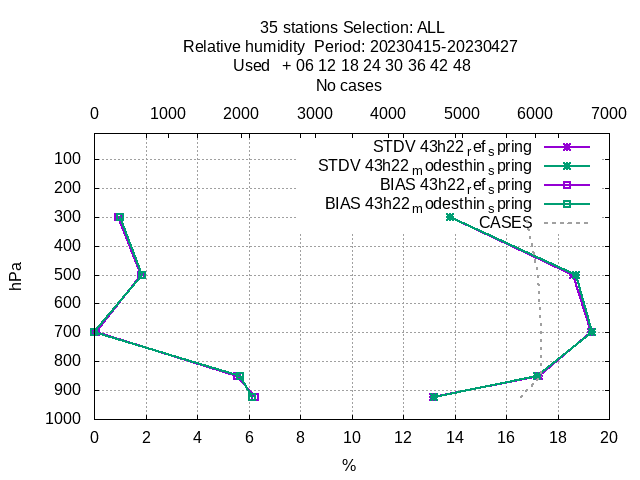 35 stations Selection: ALL
Relative humidity  Period: 20230415-20230427
Used   + 06 12 18 24 30 36 42 48
No cases
0 1000 2000 3000 4000 5000 6000 7000
STDV 43h22_ref_spring
STDV 43h22_modesthin_spring
BIAS 43h22_ref_spring
BIAS 43h22_modesthin_spring
CASES
100
200
300
400
500
600
700
800
900
1000
hPa
0 2 4 6 8 10 12 14 16 18 20
%